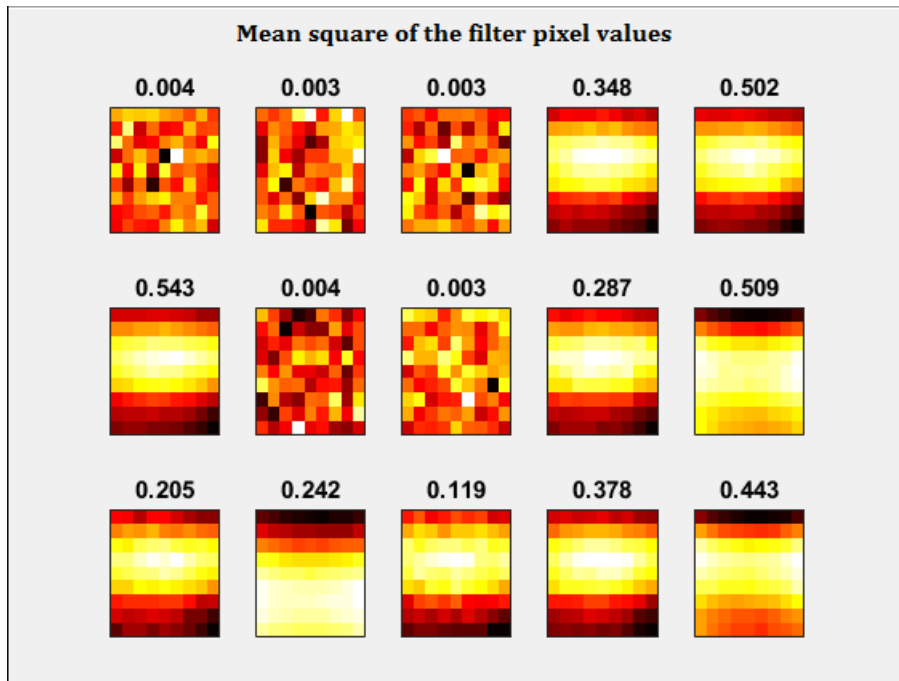 Mean square of the filter pixel values
0.004 0.003 0.003 0.348 0.502
0.543 0.004 0.003 0.287 0.509
0.205 0.242 0.119 0.378 0.443